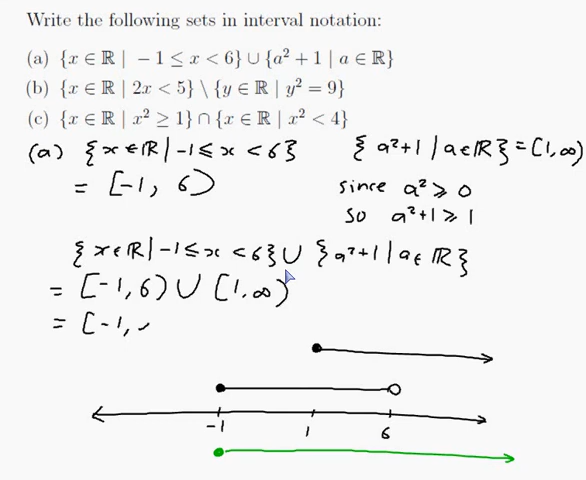 Write the following sets in interval notation:
(a) {x ∈ ℝ | −1 ≤ x < 6} ∪ {a² + 1 | a ∈ ℝ}
(b) {x ∈ ℝ | 2x < 5} \ {y ∈ ℝ | y² = 9}
(c) {x ∈ ℝ | x² ≥ 1} ∩ {x ∈ ℝ | x² < 4}
(a) {x ∈ ℝ | −1 ≤ x < 6}
= [−1, 6)
{a²+1 | a ∈ ℝ} = [1, ∞)
since a² ≥ 0
so a²+1 ≥ 1
{x ∈ ℝ | −1 ≤ x < 6} ∪ {a²+1 | a ∈ ℝ}
= [−1, 6) ∪ [1, ∞)
= [−1,
−1 1 6